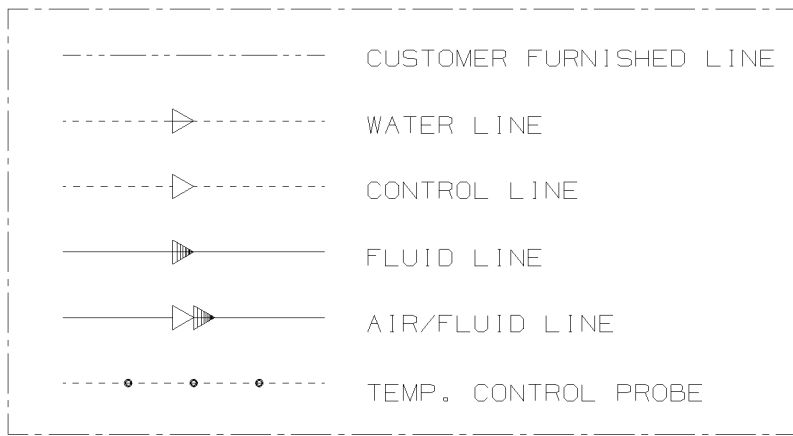 CUSTOMER FURNISHED LINE
WATER LINE
CONTROL LINE
FLUID LINE
AIR/FLUID LINE
TEMP. CONTROL PROBE